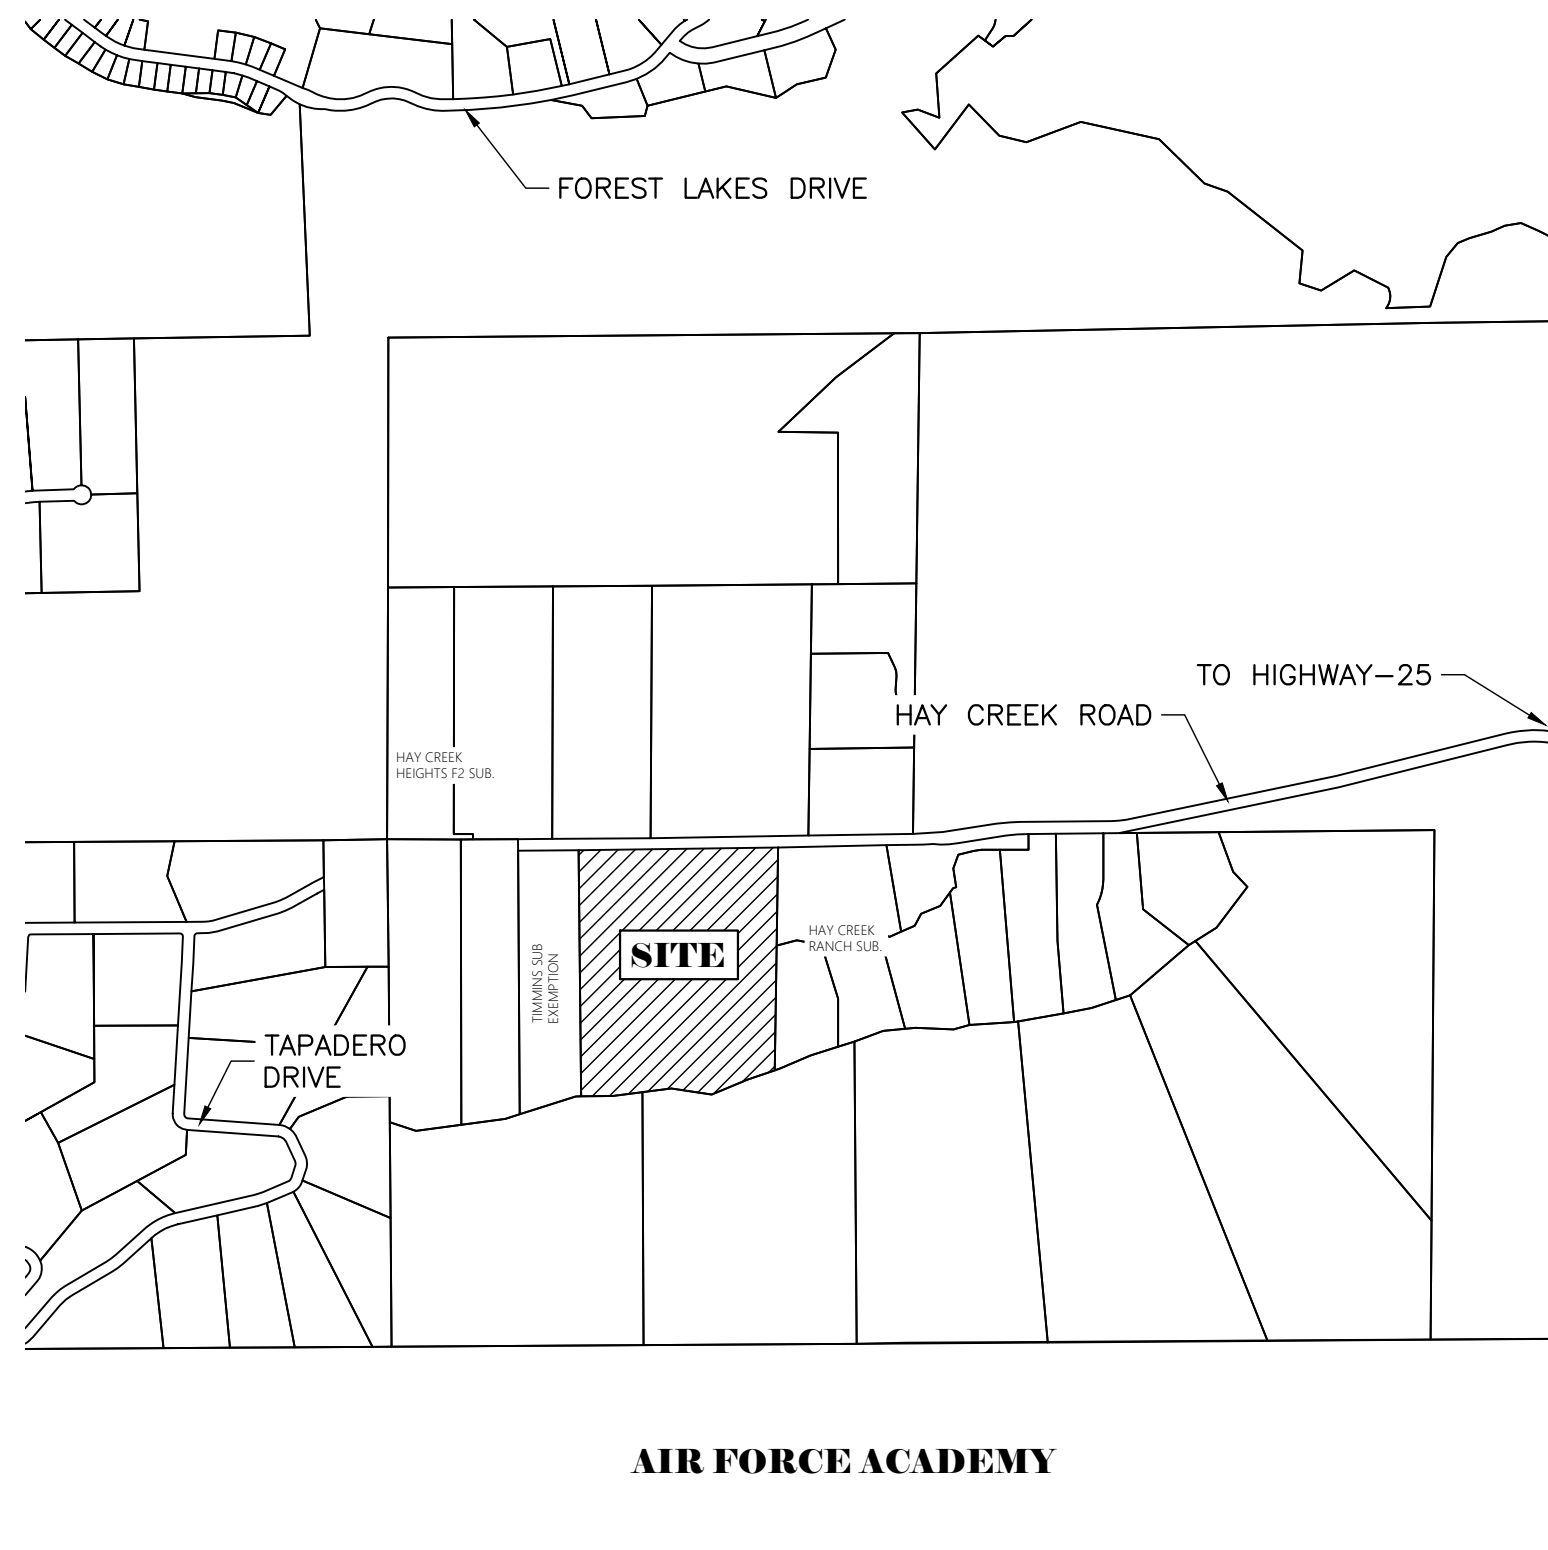 FOREST LAKES DRIVE
TO HIGHWAY-25
HAY CREEK ROAD
HAY CREEK
HEIGHTS F2 SUB.
HAY CREEK
RANCH SUB.
SITE
TIMMINS SUB
EXEMPTION
TAPADERO
DRIVE
AIR FORCE ACADEMY